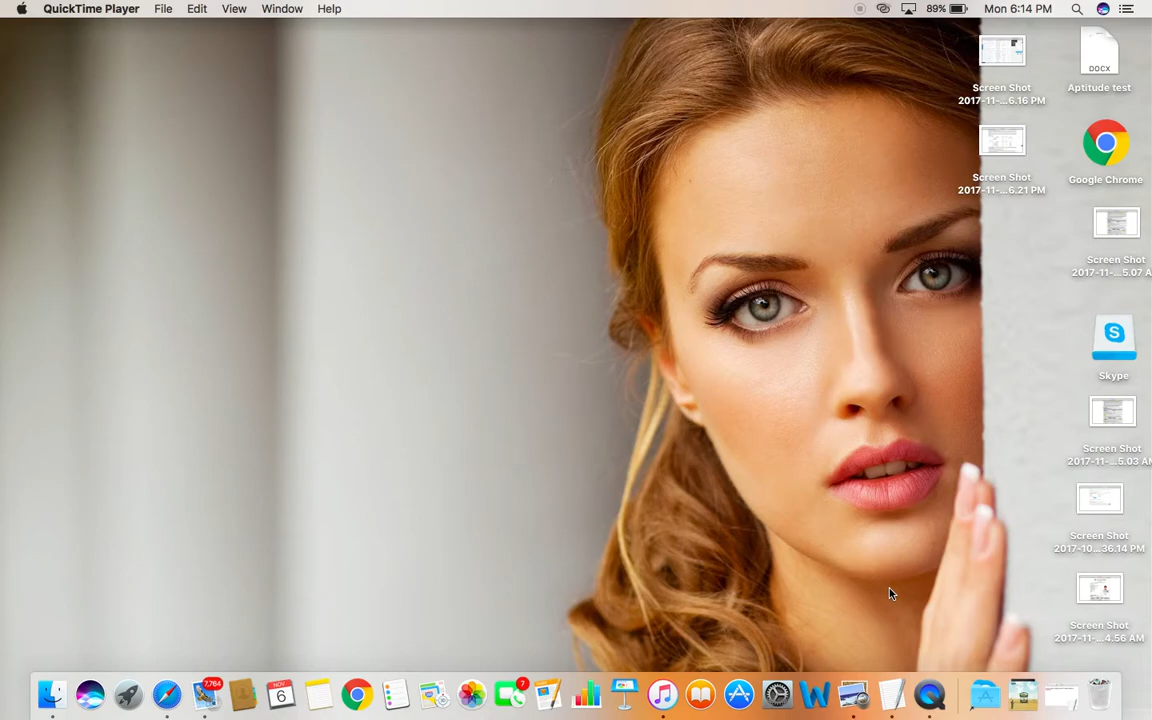 QuickTime Player File Edit View Window Help 89% Mon 6:14 PM
Screen Shot
2017-11-...6.16 PM
DOCX
Aptitude test
Screen Shot
2017-11-...6.21 PM
Google Chrome
Screen Shot
2017-11-...5.07 A
S
Skype
Screen Shot
2017-11-...5.03 AM
Screen Shot
2017-10...36.14 PM
Screen Shot
2017-11-...4.56 AM
7,764
NOV
6
7